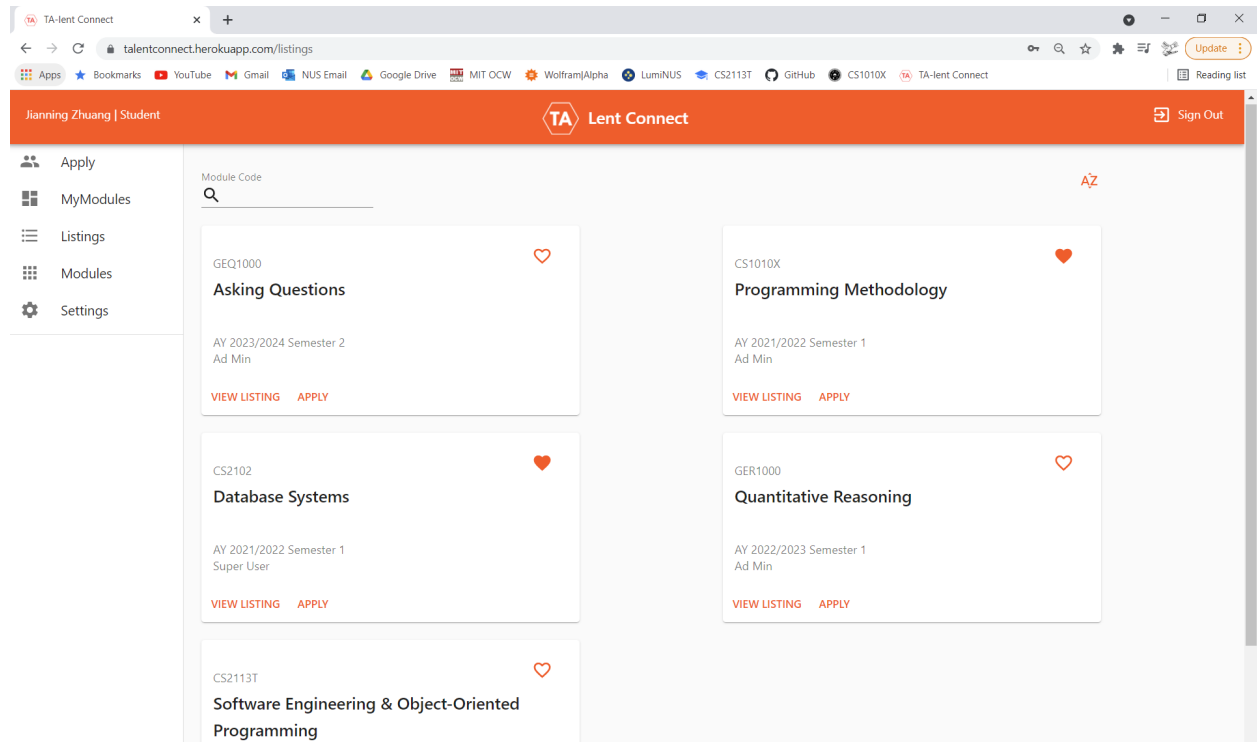 TA-lent Connect
talentconnect.herokuapp.com/listings
Update
Apps Bookmarks YouTube Gmail NUS Email Google Drive MIT OCW Wolfram|Alpha LumiNUS CS2113T GitHub CS1010X TA-lent Connect Reading list
Jianning Zhuang | Student
TA Lent Connect
Sign Out
Apply
MyModules
Listings
Modules
Settings
Module Code
AZ
GEQ1000
Asking Questions
AY 2023/2024 Semester 2
Ad Min
VIEW LISTING APPLY
CS1010X
Programming Methodology
AY 2021/2022 Semester 1
Ad Min
VIEW LISTING APPLY
CS2102
Database Systems
AY 2021/2022 Semester 1
Super User
VIEW LISTING APPLY
GER1000
Quantitative Reasoning
AY 2022/2023 Semester 1
Ad Min
VIEW LISTING APPLY
CS2113T
Software Engineering & Object-Oriented
Programming